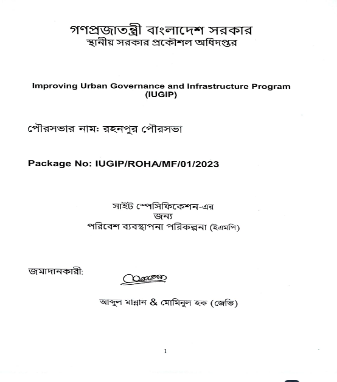 গণপ্রজাতন্ত্রী বাংলাদেশ সরকার
স্থানীয় সরকার প্রকৌশল অধিদপ্তর
Improving Urban Governance and Infrastructure Program
(IUGIP)
পৌরসভার নাম: রহনপুর পৌরসভা
Package No: IUGIP/ROHA/MF/01/2023
সাইট স্পেসিফিকেশন-এর
জন্য
পরিবেশ ব্যবস্থাপনা পরিকল্পনা (ইএমপি)
জমাদানকারী:
আব্দুল মান্নান & মোমিনুল হক (জেভি)
1